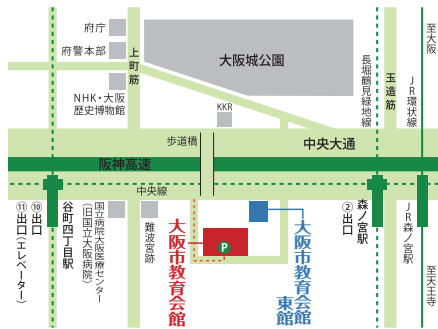 府庁
府警本部
NHK・大阪
歴史博物館
上町筋
大阪城公園
KKR
長堀鶴見緑地線
玉造筋
JR環状線
至大阪
歩道橋
中央大通
阪神高速
中央線
⑪出口(エレベーター)
⑩出口
谷町四丁目駅
国立病院大阪医療センター
(旧国立大阪病院)
難波宮跡
大阪市教育会館
P
大阪市教育会館
東館
②出口
森ノ宮駅
JR森ノ宮駅
至天王寺